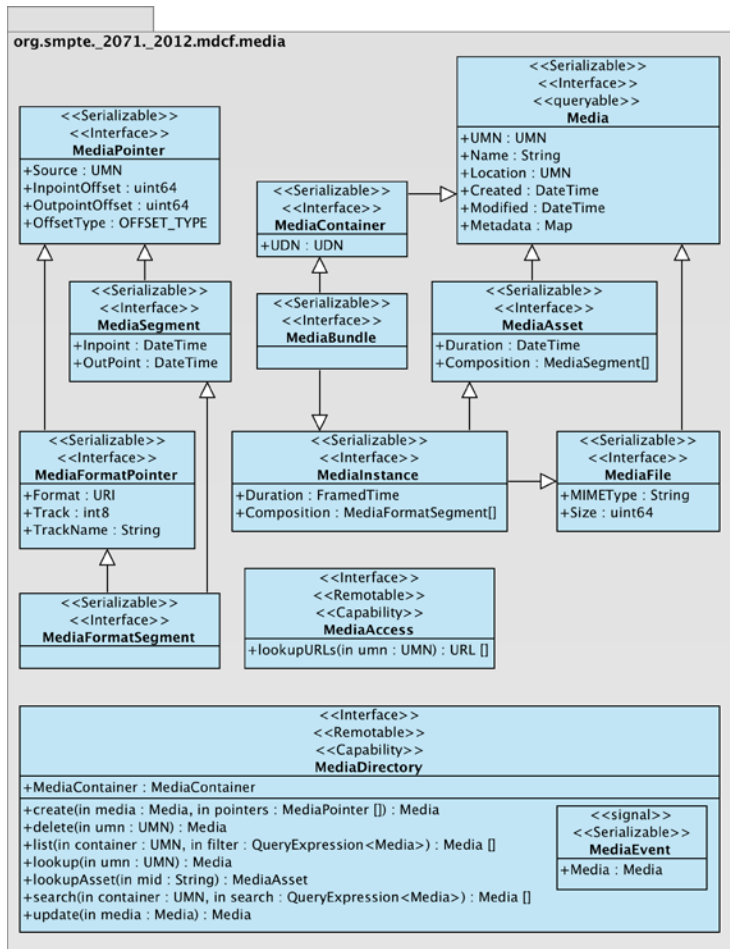 org.smpte._2071._2012.mdcf.media
<<Serializable>>
<<Interface>>
MediaPointer
+Source : UMN
+InpointOffset : uint64
+OutpointOffset : uint64
+OffsetType : OFFSET_TYPE
<<Serializable>>
<<Interface>>
<<queryable>>
Media
+UMN : UMN
+Name : String
+Location : UMN
+Created : DateTime
+Modified : DateTime
+Metadata : Map
<<Serializable>>
<<Interface>>
MediaContainer
+UDN : UDN
<<Serializable>>
<<Interface>>
MediaSegment
+Inpoint : DateTime
+OutPoint : DateTime
<<Serializable>>
<<Interface>>
MediaBundle
<<Serializable>>
<<Interface>>
MediaAsset
+Duration : DateTime
+Composition : MediaSegment[]
<<Serializable>>
<<Interface>>
MediaFormatPointer
+Format : URI
+Track : int8
+TrackName : String
<<Serializable>>
<<Interface>>
MediaInstance
+Duration : FramedTime
+Composition : MediaFormatSegment[]
<<Serializable>>
<<Interface>>
MediaFile
+MIMEType : String
+Size : uint64
<<Serializable>>
<<Interface>>
MediaFormatSegment
<<Interface>>
<<Remotable>>
<<Capability>>
MediaAccess
+lookupURLs(in umn : UMN) : URL []
<<Interface>>
<<Remotable>>
<<Capability>>
MediaDirectory
+MediaContainer : MediaContainer
+create(in media : Media, in pointers : MediaPointer []) : Media
+delete(in umn : UMN) : Media
+list(in container : UMN, in filter : QueryExpression<Media>) : Media []
+lookup(in umn : UMN) : Media
+lookupAsset(in mid : String) : MediaAsset
+search(in container : UMN, in search : QueryExpression<Media>) : Media []
+update(in media : Media) : Media
<<signal>>
<<Serializable>>
MediaEvent
+Media : Media